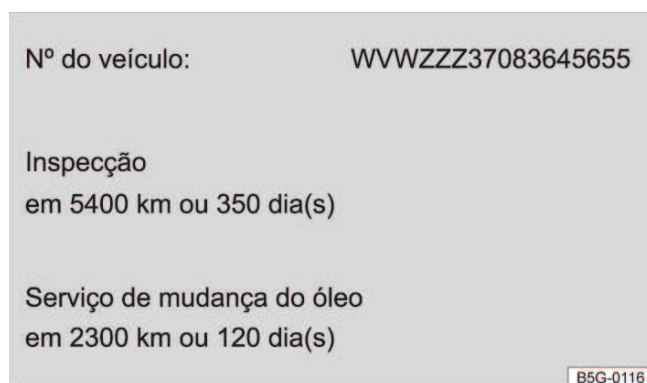 Nº do veículo: WVWZZZ37083645655
Inspecção
em 5400 km ou 350 dia(s)
Serviço de mudança do óleo
em 2300 km ou 120 dia(s)
B5G-0116